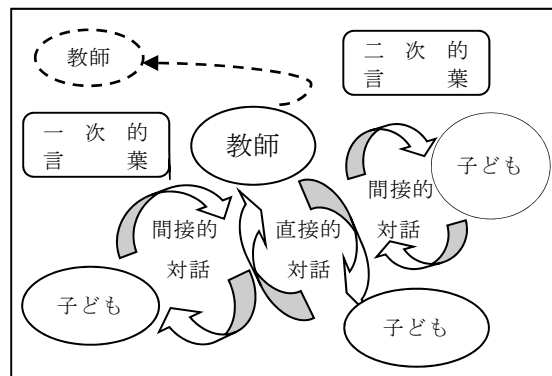 教師
二次的
言葉
一次的
言葉
教師
子ども
間接的
対話
間接的
対話
直接的
対話
子ども
子ども